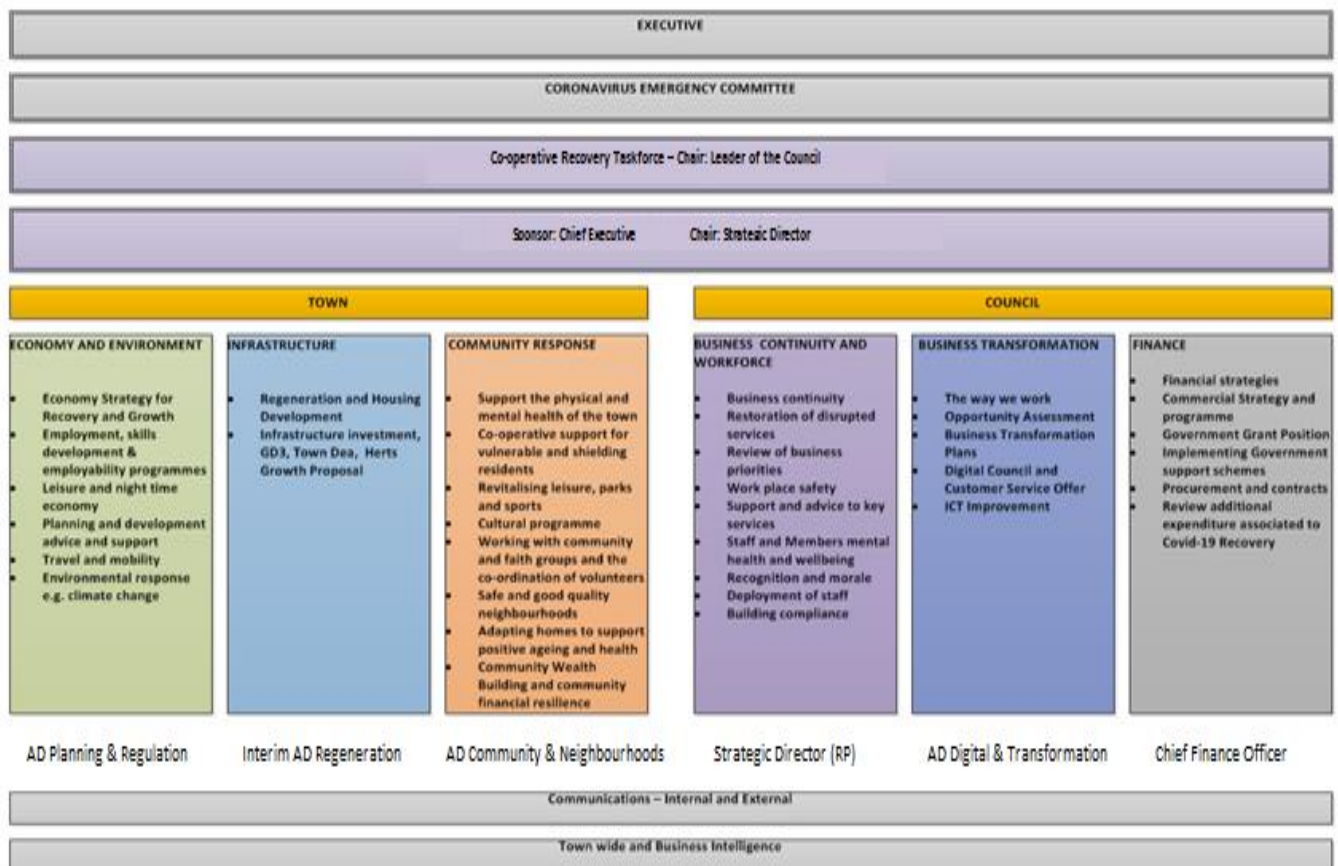 EXECUTIVE
CORONAVIRUS EMERGENCY COMMITTEE
Co-operative Recovery Taskforce – Chair: Leader of the Council
Sponsor: Chief Executive Chair: Strategic Director
TOWN
COUNCIL
ECONOMY AND ENVIRONMENT
• Economy Strategy for
Recovery and Growth
• Employment, skills
development &
employability programmes
• Leisure and night time
economy
• Planning and development
advice and support
• Travel and mobility
• Environmental response
e.g. climate change
AD Planning & Regulation
INFRASTRUCTURE
• Regeneration and Housing
Development
• Infrastructure investment,
GD3, Town Dea, Herts
Growth Proposal
Interim AD Regeneration
COMMUNITY RESPONSE
• Support the physical and
mental health of the town
• Co-operative support for
vulnerable and shielding
residents
• Revitalising leisure, parks
and sports
• Cultural programme
• Working with community
and faith groups and the
co-ordination of volunteers
• Safe and good quality
neighbourhoods
• Adapting homes to support
positive ageing and health
• Community Wealth
Building and community
financial resilience
AD Community & Neighbourhoods
BUSINESS CONTINUITY AND
WORKFORCE
• Business continuity
• Restoration of disrupted
services
• Review of business
priorities
• Work place safety
• Support and advice to key
services
• Staff and Members mental
health and wellbeing
• Recognition and morale
• Deployment of staff
• Building compliance
Strategic Director (RP)
BUSINESS TRANSFORMATION
• The way we work
• Opportunity Assessment
• Business Transformation
Plans
• Digital Council and
Customer Service Offer
• ICT Improvement
AD Digital & Transformation
FINANCE
• Financial strategies
• Commercial Strategy and
programme
• Government Grant Position
• Implementing Government
support schemes
• Procurement and contracts
• Review additional
expenditure associated to
Covid-19 Recovery
Chief Finance Officer
Communications – Internal and External
Town wide and Business Intelligence